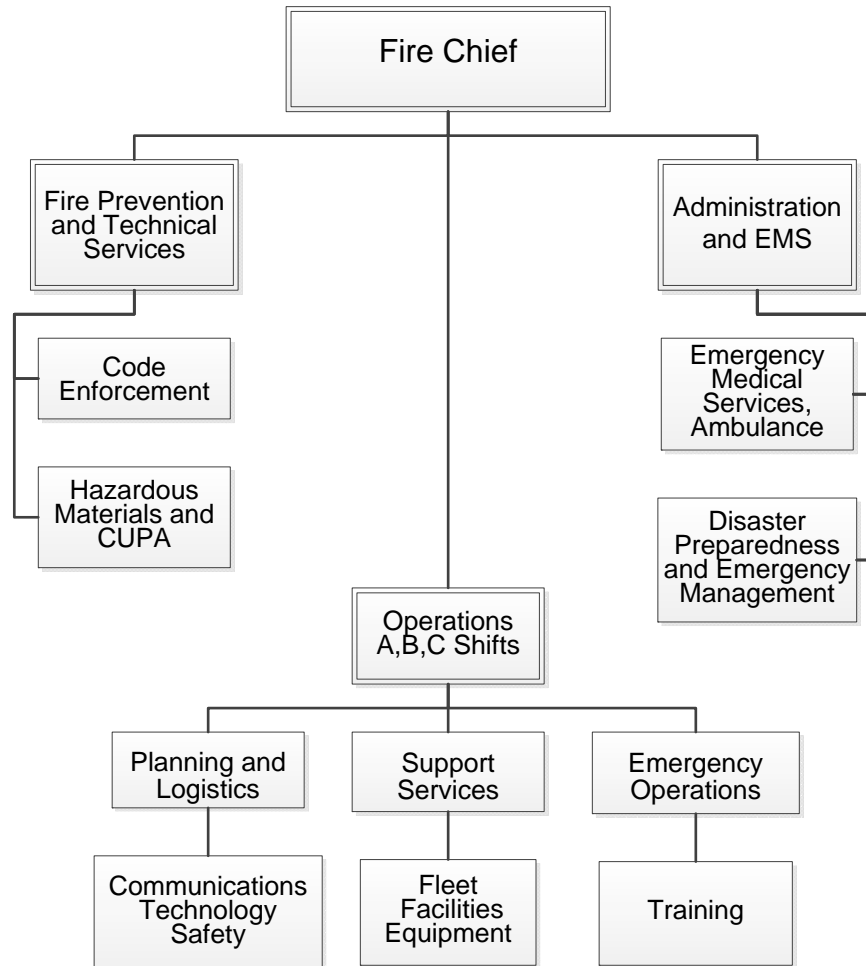 Fire Chief
Fire Prevention
and Technical
Services
Administration
and EMS
Code
Enforcement
Emergency
Medical
Services,
Ambulance
Hazardous
Materials and
CUPA
Disaster
Preparedness
and Emergency
Management
Operations
A,B,C Shifts
Planning and
Logistics
Support
Services
Emergency
Operations
Communications
Technology
Safety
Fleet
Facilities
Equipment
Training